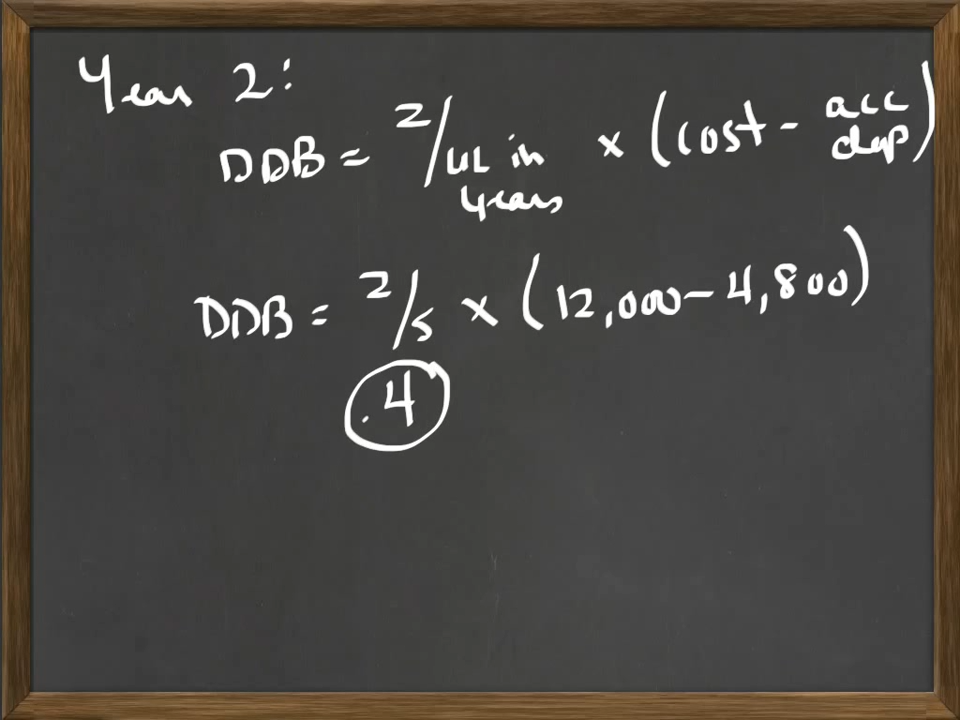 Year 2:
DDB = 2/UL in years x (cost - acc dep)
DDB = 2/5 x (12,000 - 4,800)
.4